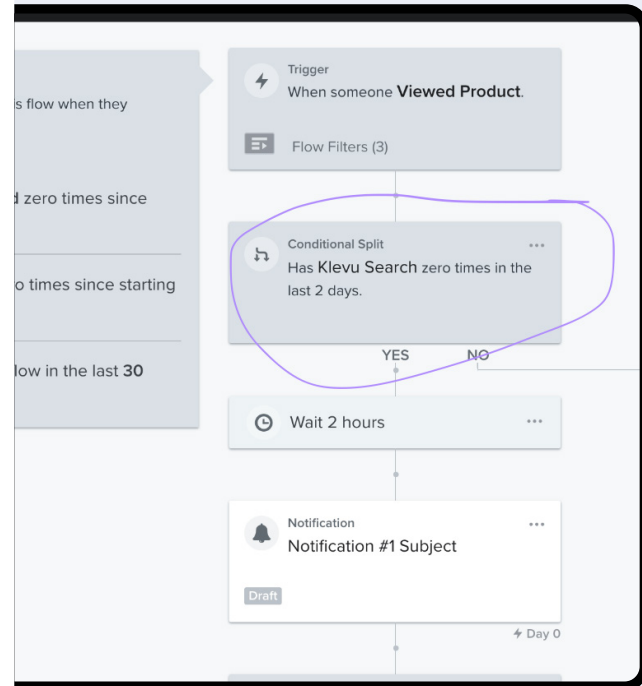 s flow when they
d zero times since
o times since starting
low in the last 30
Trigger
When someone Viewed Product.
Flow Filters (3)
Conditional Split
Has Klevu Search zero times in the
last 2 days.
YES NO
Wait 2 hours
Notification
Notification #1 Subject
Draft
Day 0